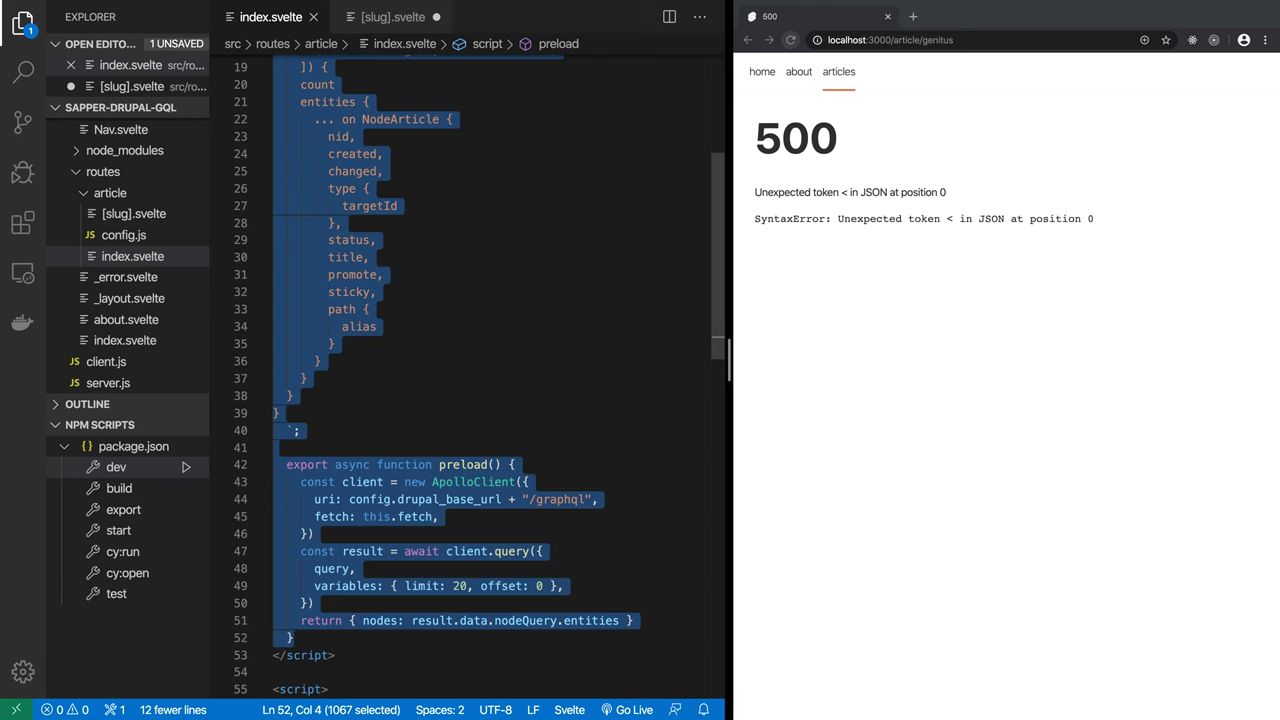 EXPLORER
OPEN EDITO... 1 UNSAVED
index.svelte src/ro...
[slug].svelte src/ro...
SAPPER-DRUPAL-GQL
Nav.svelte
node_modules
routes
article
[slug].svelte
config.js
index.svelte
_error.svelte
_layout.svelte
about.svelte
index.svelte
JS client.js
JS server.js
OUTLINE
NPM SCRIPTS
{} package.json
dev
build
export
start
cy:run
cy:open
test
1
index.svelte
[slug].svelte
src > routes > article > index.svelte > script > preload
19 ]) {
20 count
21 entities {
22 ... on NodeArticle {
23 nid,
24 created,
25 changed,
26 type {
27 targetId
28 },
29 status,
30 title,
31 promote,
32 sticky,
33 path {
34 alias
35 }
36 }
37 }
38 }
39 }
40 `;
41
42 export async function preload() {
43 const client = new ApolloClient({
44 uri: config.drupal_base_url + "/graphql",
45 fetch: this.fetch,
46 })
47 const result = await client.query({
48 query,
49 variables: { limit: 20, offset: 0 },
50 })
51 return { nodes: result.data.nodeQuery.entities }
52 }
53 </script>
54
55 <script>
0 0 1 12 fewer lines Ln 52, Col 4 (1067 selected) Spaces: 2 UTF-8 LF Svelte Go Live
500
localhost:3000/article/genitus
home about articles
500
Unexpected token < in JSON at position 0
SyntaxError: Unexpected token < in JSON at position 0